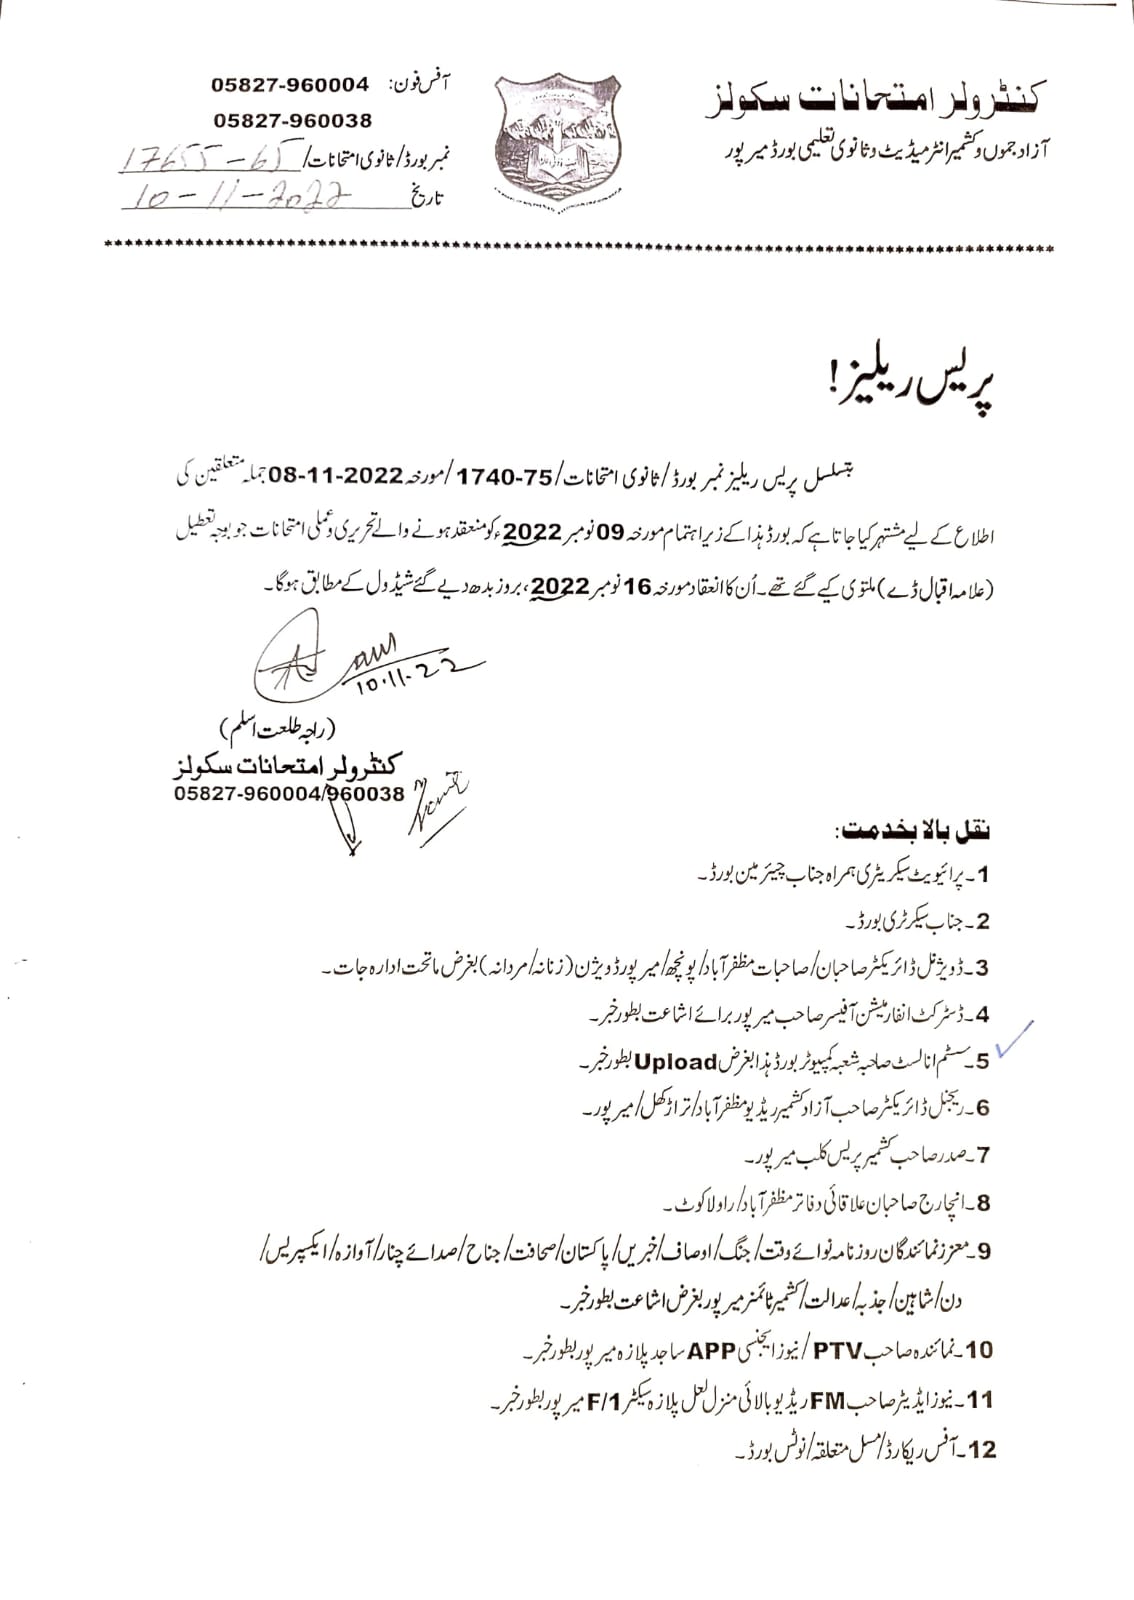 کنٹرولر امتحانات سکولز
آزاد جموں و کشمیر انٹرمیڈیٹ و ثانوی تعلیمی بورڈ میرپور
آفس فون: 05827-960004
05827-960038
نمبر بورڈ/ثانوی امتحانات/ 17655-65
تاریخ 10-11-2022
پریس ریلیز!
بتسلسل پریس ریلیز نمبر بورڈ/ثانوی امتحانات/1740-75/مورخہ 08-11-2022 جملہ متعلقین کی
اطلاع کے لیے مشتہر کیا جاتا ہے کہ بورڈ ہذا کے زیر اہتمام مورخہ 09 نومبر 2022ء کو منعقد ہونے والے تحریری و عملی امتحانات جو بوجہ تعطیل
(علامہ اقبال ڈے) ملتوی کیے گئے تھے۔ اُن کا انعقاد مورخہ 16 نومبر 2022، بروز بدھ دیے گئے شیڈول کے مطابق ہوگا۔
10.11.22
(راجہ طلعت اسلم)
کنٹرولر امتحانات سکولز
05827-960004/960038
نقل بالا بخدمت:
1۔ پرائیویٹ سیکریٹری ہمراہ جناب چیئرمین بورڈ۔
2۔ جناب سیکرٹری بورڈ۔
3۔ ڈویژنل ڈائریکٹر صاحبان/صاحبات مظفرآباد/پونچھ/میرپور ڈویژن (زنانہ/مردانہ) بغرض ماتحت ادارہ جات۔
4۔ ڈسٹرکٹ انفارمیشن آفیسر صاحب میرپور برائے اشاعت بطور خبر۔
5۔ سسٹم انالسٹ صاحبہ شعبہ کمپیوٹر بورڈ ہذا بغرض Upload بطور خبر۔
6۔ ریجنل ڈائریکٹر صاحب آزاد کشمیر ریڈیو مظفرآباد/تراڑکھل/میرپور۔
7۔ صدر صاحب کشمیر پریس کلب میرپور۔
8۔ انچارج صاحبان علاقائی دفاتر مظفرآباد/راولاکوٹ۔
9۔ معزز نمائندگان روزنامہ نوائے وقت/جنگ/اوصاف/خبریں/پاکستان/صحافت/جناح/صدائے چنار/آوازہ/ایکسپریس/
دن/شاہین/جذبہ/عدالت/کشمیر ٹائمز میرپور بغرض اشاعت بطور خبر۔
10۔ نمائندہ صاحب PTV/نیوز ایجنسی APP ساجد پلازہ میرپور بطور خبر۔
11۔ نیوز ایڈیٹر صاحب FM ریڈیو بالائی منزل لعل پلازہ سیکٹر F/1 میرپور بطور خبر۔
12۔ آفس ریکارڈ/مسل متعلقہ/نوٹس بورڈ۔